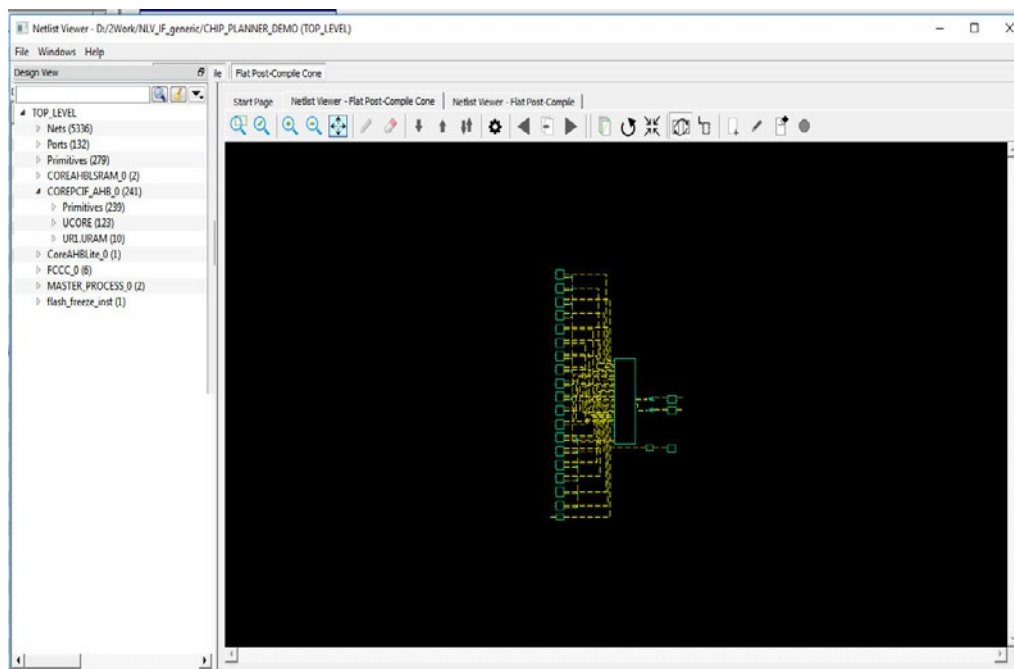 Netlist Viewer - D:/2Work/NLV_IF_generic/CHIP_PLANNER_DEMO (TOP_LEVEL)
File Windows Help
Design View
le Flat Post-Compile Cone
Start Page Netlist Viewer - Flat Post-Compile Cone Netlist Viewer - Flat Post-Compile
TOP_LEVEL
Nets (5336)
Ports (132)
Primitives (279)
COREAHBLSRAM_0 (2)
COREPCIF_AHB_0 (241)
Primitives (239)
UCORE (123)
UR1.URAM (10)
CoreAHBLite_0 (1)
FCCC_0 (6)
MASTER_PROCESS_0 (2)
flash_freeze_inst (1)